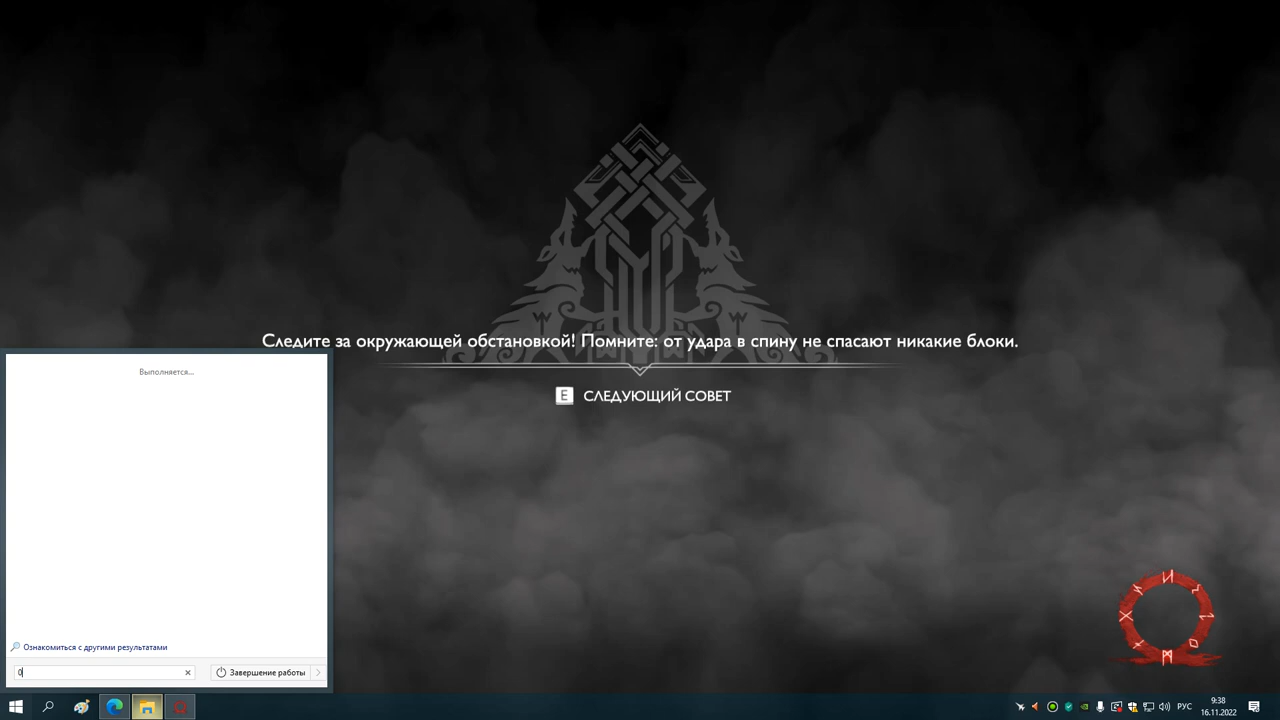 Следите за окружающей обстановкой! Помните: от удара в спину не спасают никакие блоки.
E СЛЕДУЮЩИЙ СОВЕТ
Выполняется...
Ознакомиться с другими результатами
0
Завершение работы
РУС
9:38
16.11.2022